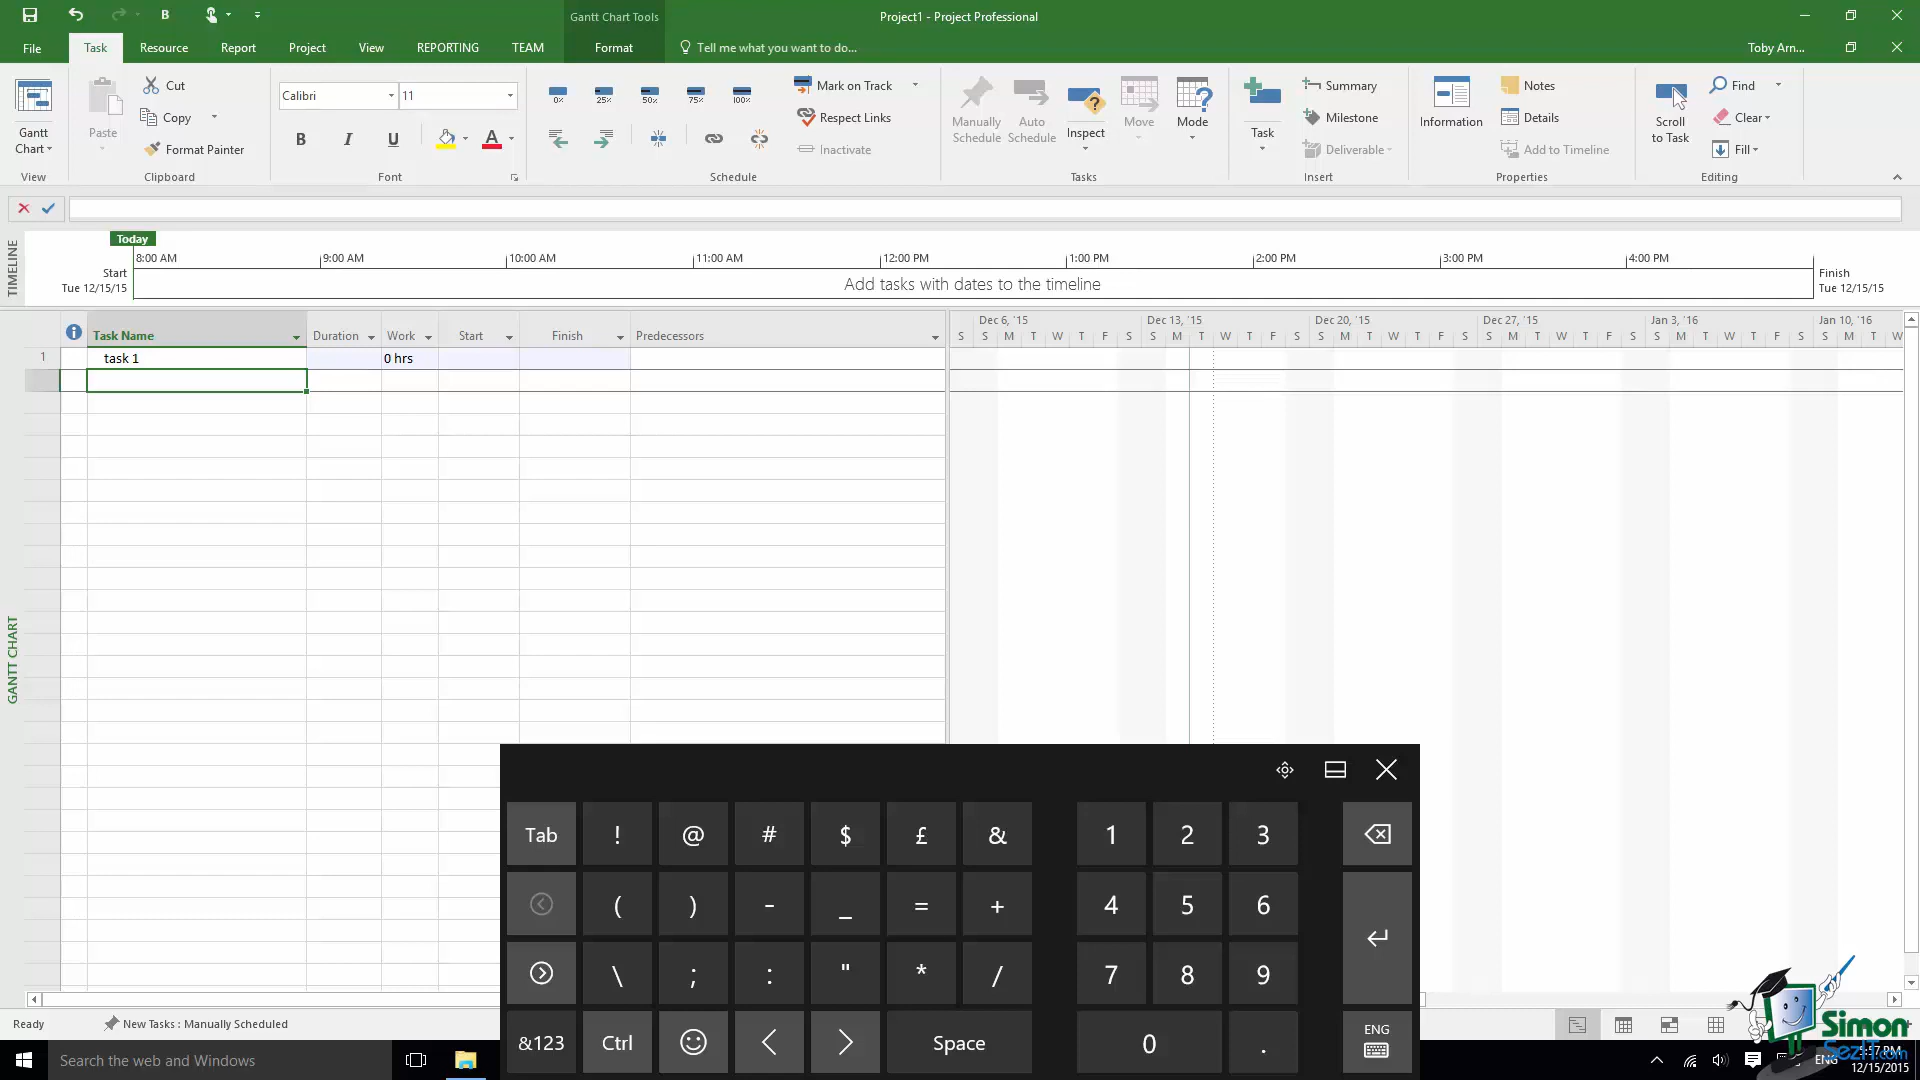 Gantt Chart Tools
Project1 - Project Professional
File Task Resource Report Project View REPORTING TEAM Format Tell me what you want to do... Toby Arn...
Gantt Chart
View
Paste
Cut
Copy
Format Painter
Clipboard
Calibri 11
B I U A
Font
0% 25% 50% 75% 100%
Mark on Track
Respect Links
Inactivate
Schedule
Manually Schedule
Auto Schedule
Inspect
Move
Mode
Tasks
Task
Summary
Milestone
Deliverable
Insert
Information
Notes
Details
Add to Timeline
Properties
Scroll to Task
Find
Clear
Fill
Editing
TIMELINE
Today
8:00 AM 9:00 AM 10:00 AM 11:00 AM 12:00 PM 1:00 PM 2:00 PM 3:00 PM 4:00 PM
Start
Tue 12/15/15
Add tasks with dates to the timeline
Finish
Tue 12/15/15
Task Name Duration Work Start Finish Predecessors
Dec 6, '15 Dec 13, '15 Dec 20, '15 Dec 27, '15 Jan 3, '16 Jan 10, '16
S S M T W T F S S M T W T F S S M T W T F S S M T W T F S S M T W T F S S M T W
1 task 1 0 hrs
GANTT CHART
Tab ! @ # $ £ & 1 2 3
( ) - _ = + 4 5 6
\ ; : " * / 7 8 9
&123 Ctrl Space 0 . ENG
Ready New Tasks : Manually Scheduled
Simon
SezIT.com
Search the web and Windows
ENG
12/15/2015